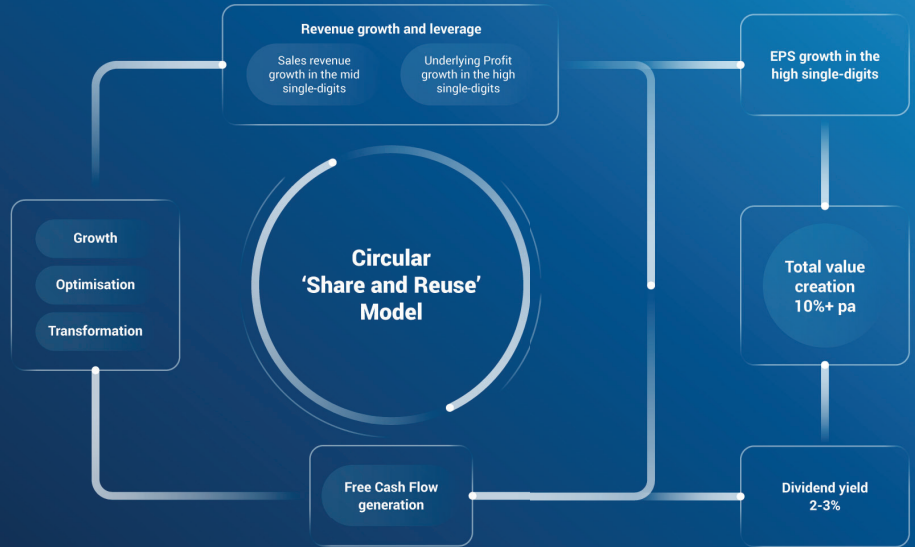 Revenue growth and leverage
Sales revenue
growth in the mid
single-digits
Underlying Profit
growth in the high
single-digits
EPS growth in the
high single-digits
Growth
Optimisation
Transformation
Circular
‘Share and Reuse’
Model
Total value
creation
10%+ pa
Free Cash Flow
generation
Dividend yield
2-3%